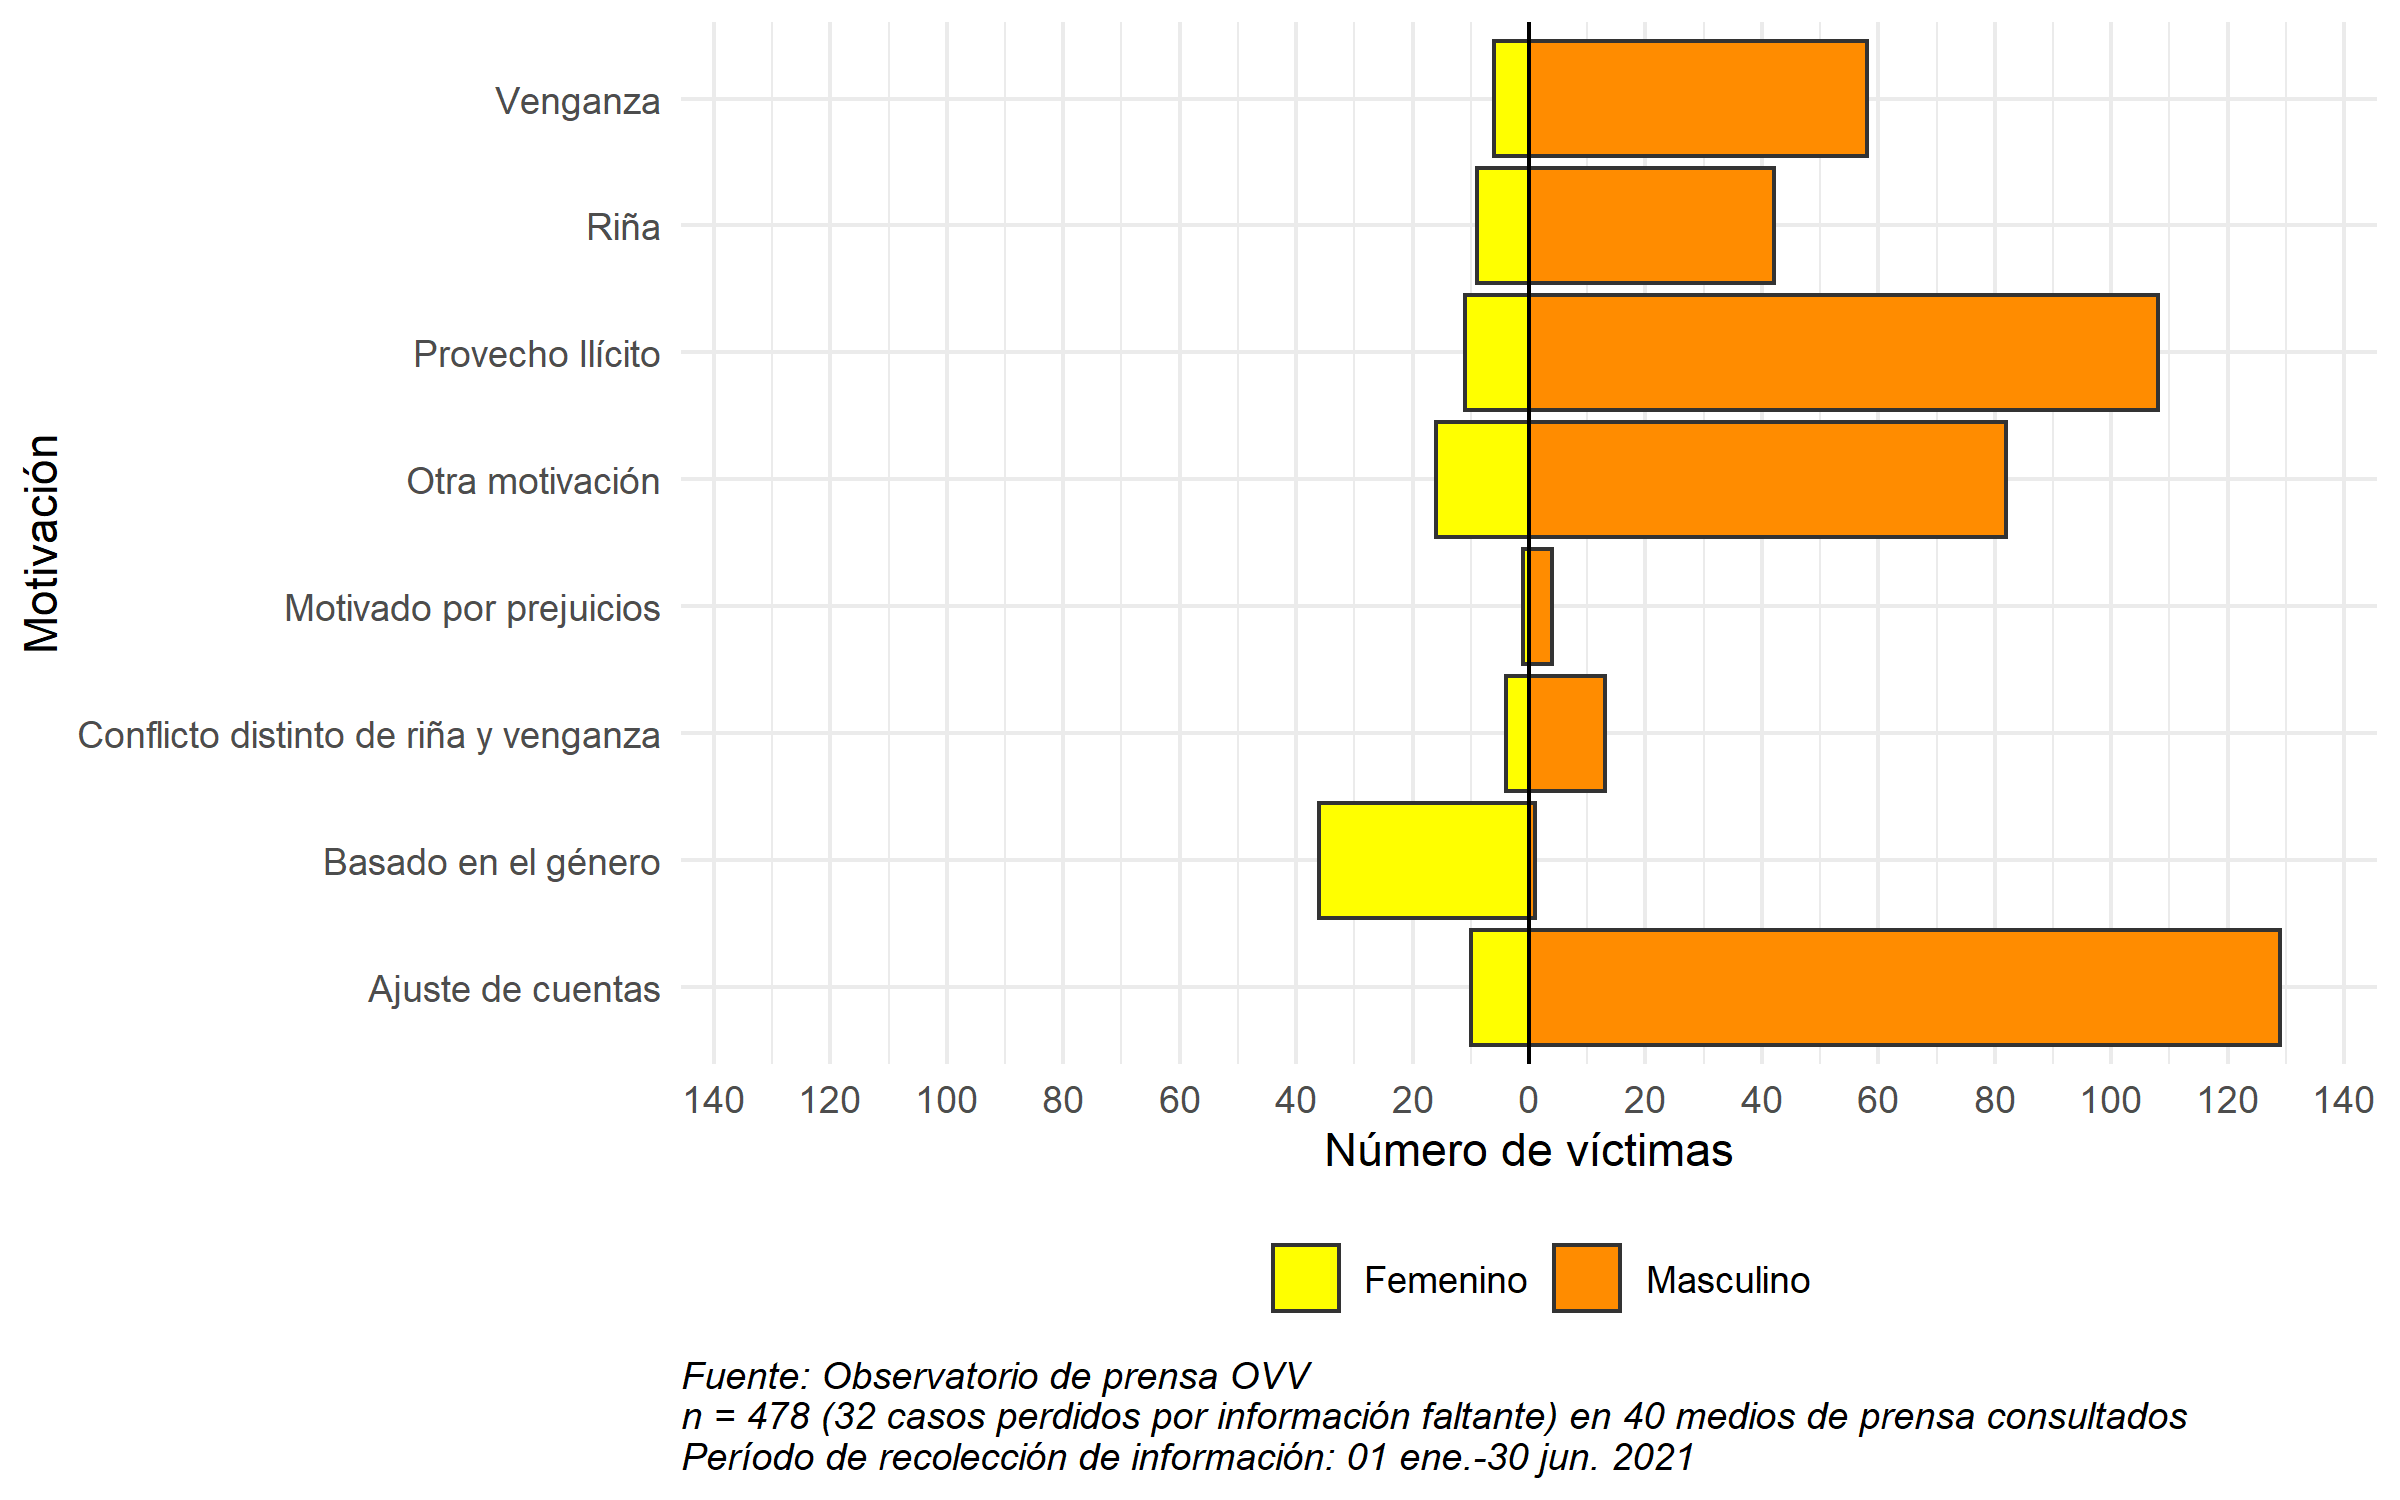 Motivación
Venganza
Riña
Provecho Ilícito
Otra motivación
Motivado por prejuicios
Conflicto distinto de riña y venganza
Basado en el género
Ajuste de cuentas
140 120 100 80 60 40 20 0 20 40 60 80 100 120 140
Número de víctimas
Femenino Masculino
Fuente: Observatorio de prensa OVV
n = 478 (32 casos perdidos por información faltante) en 40 medios de prensa consultados
Período de recolección de información: 01 ene.-30 jun. 2021